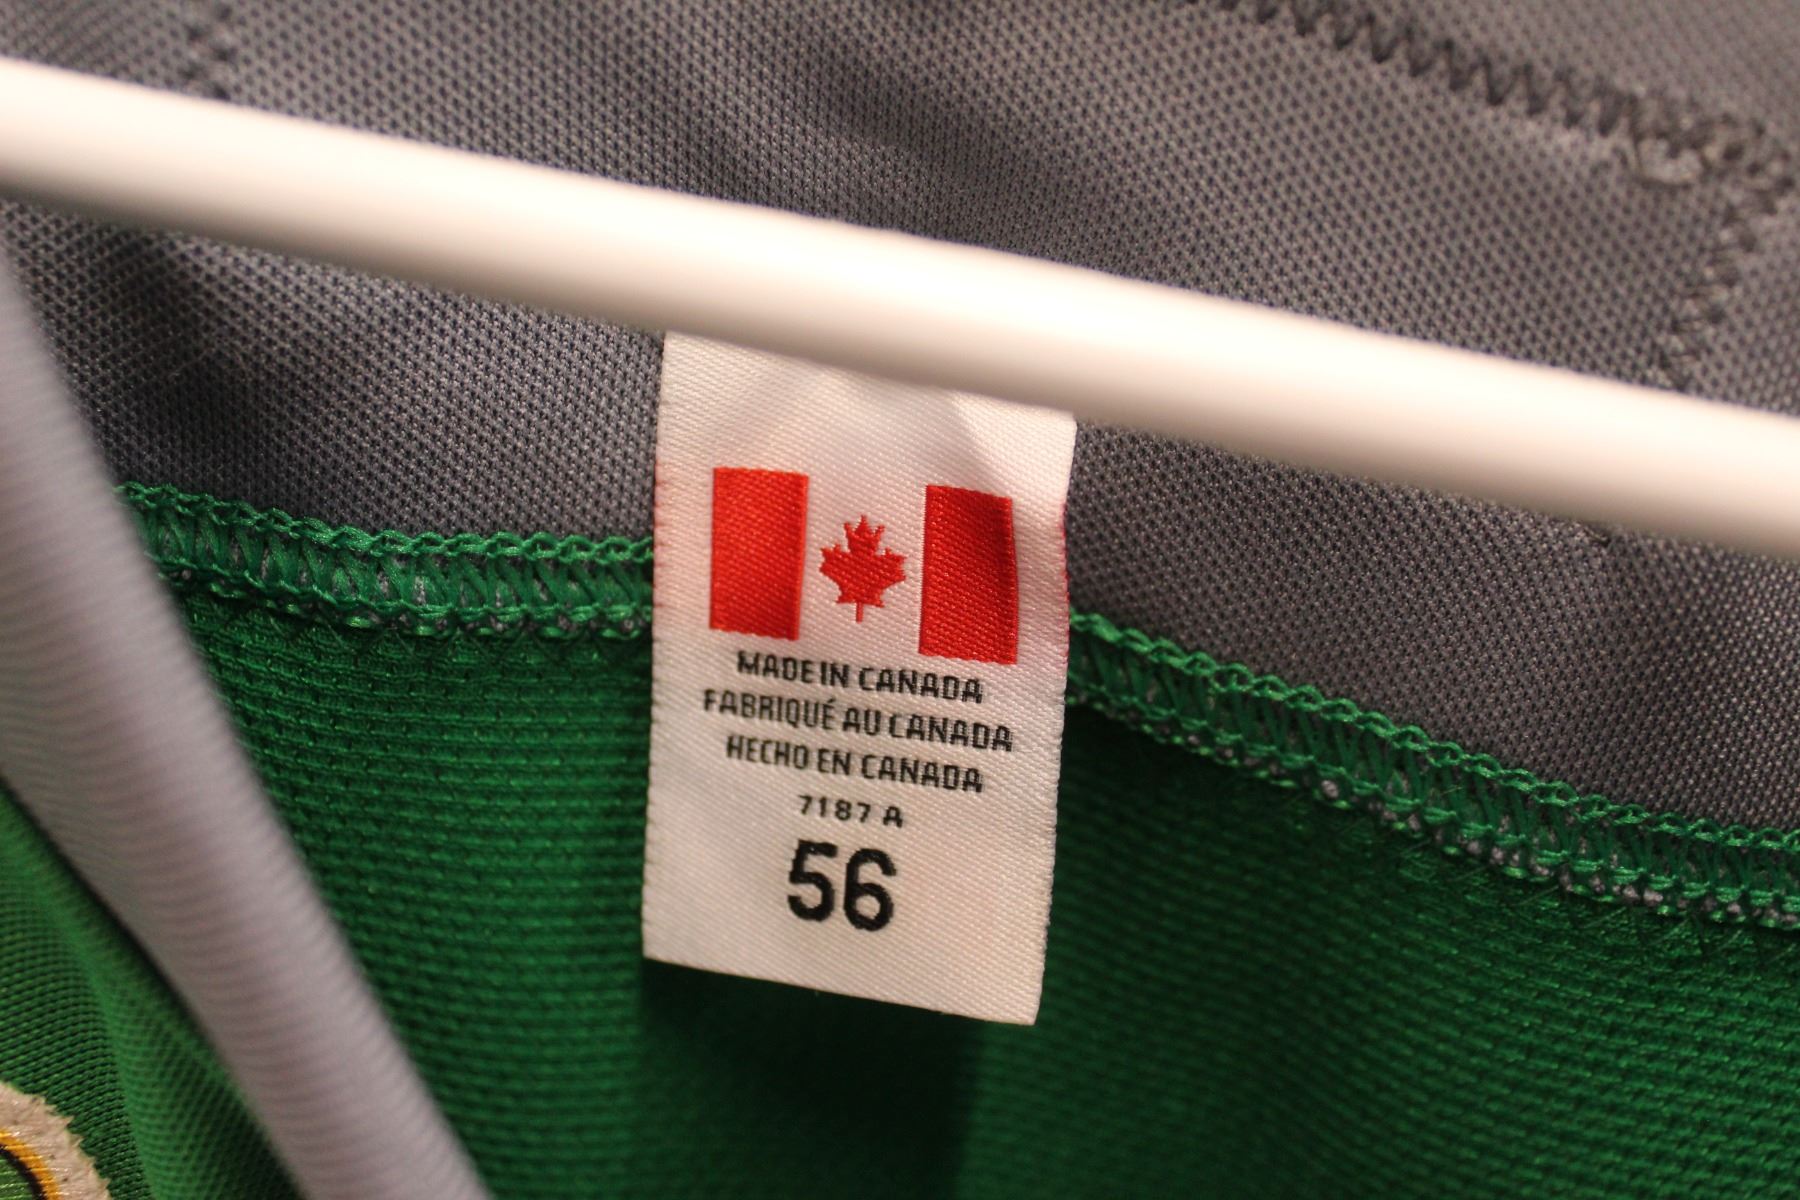 MADE IN CANADA
FABRIQUÉ AU CANADA
HECHO EN CANADA
7187 A
56